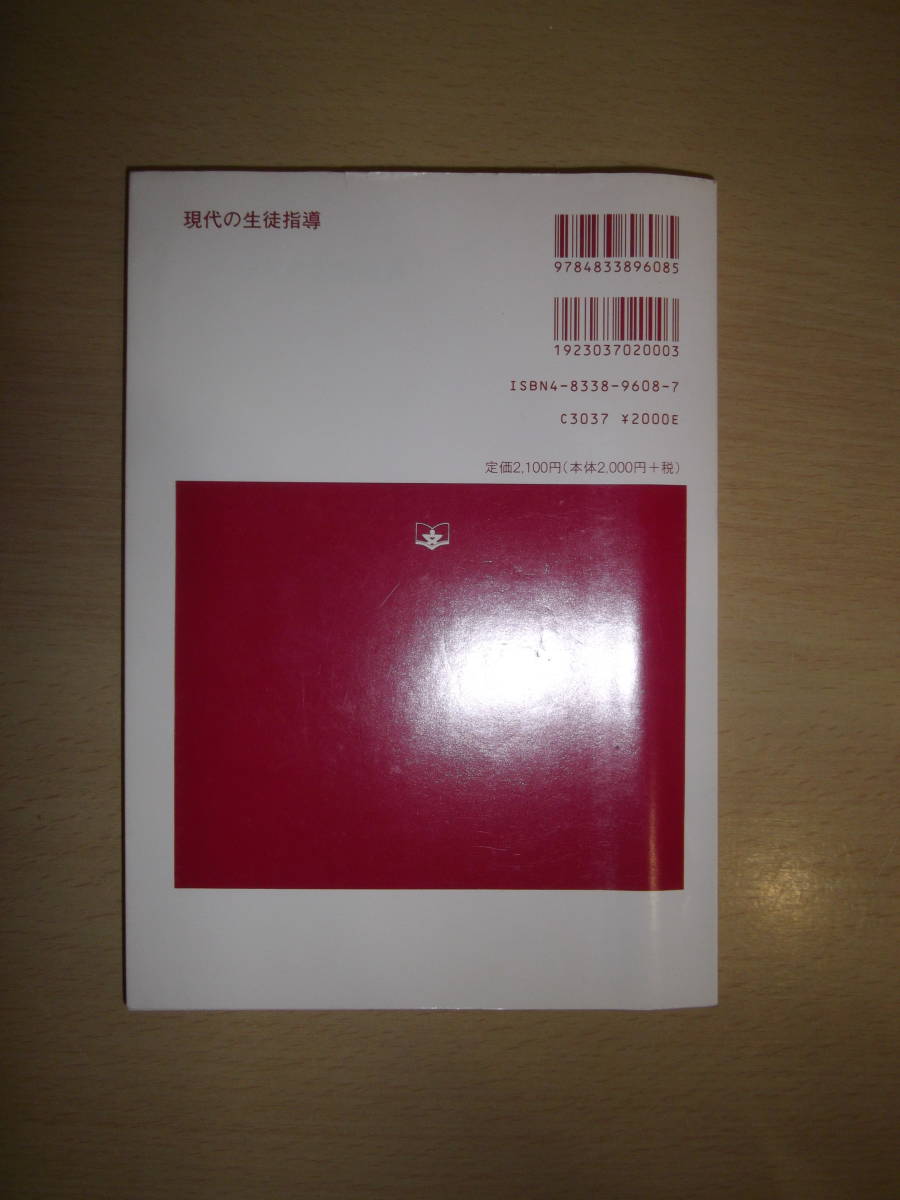 現代の生徒指導
9784833896085
1923037020003
ISBN4-8338-9608-7
C3037 ¥2000E
定価2,100円(本体2,000円+税)